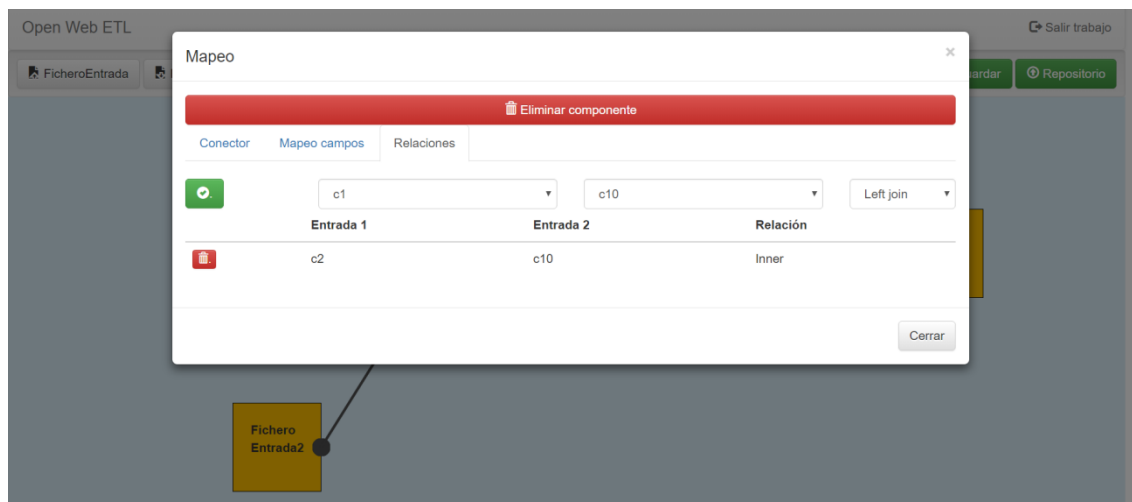 Open Web ETL
Salir trabajo
Mapeo
×
FicheroEntrada
Repositorio
Eliminar componente
Conector Mapeo campos Relaciones
c1 c10 Left join
Entrada 1 Entrada 2 Relación
c2 c10 Inner
Cerrar
Fichero
Entrada2